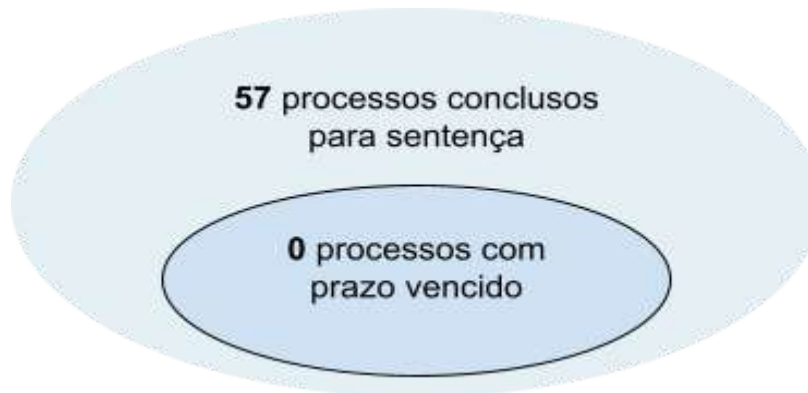 57 processos conclusos
para sentença
0 processos com
prazo vencido